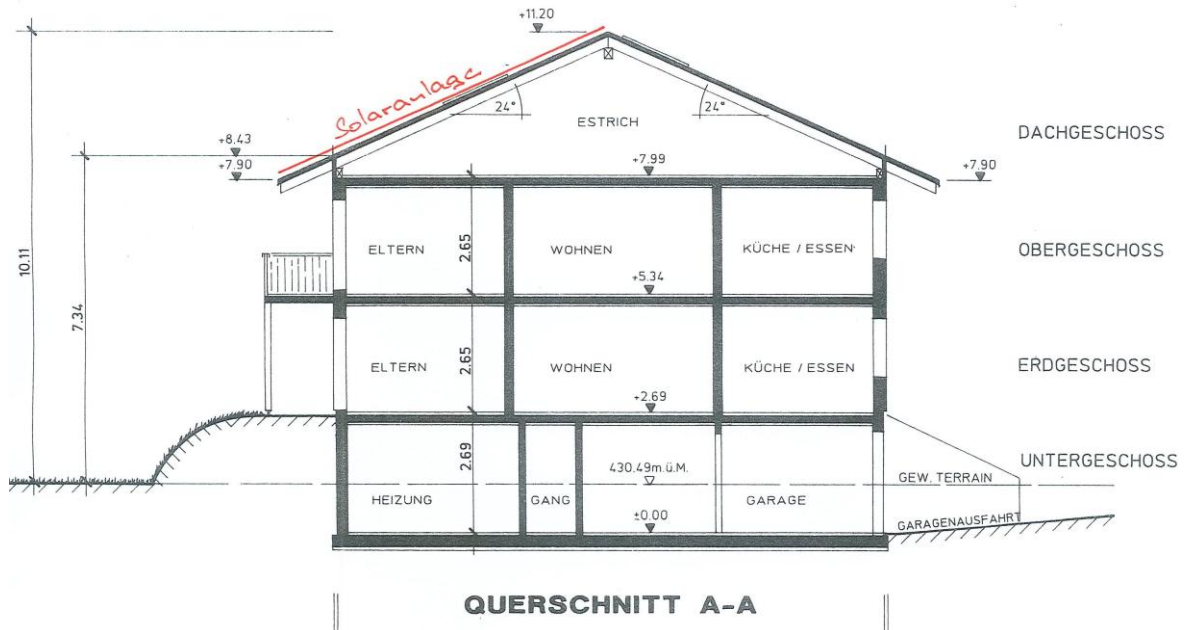 +11.20
Solaranlage
24° 24°
ESTRICH
DACHGESCHOSS
+8.43
+7.90 +7.99 +7.90
10.11
7.34
ELTERN 2.65 WOHNEN KÜCHE / ESSEN
OBERGESCHOSS
+5.34
ELTERN 2.65 WOHNEN KÜCHE / ESSEN
ERDGESCHOSS
+2.69
2.69
430.49m.ü.M.
UNTERGESCHOSS
GEW. TERRAIN
HEIZUNG GANG GARAGE
±0.00
GARAGENAUSFAHRT
QUERSCHNITT A-A